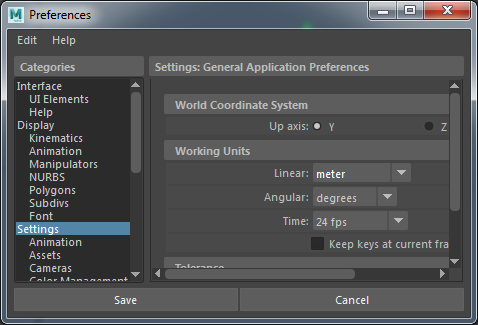 Preferences
Edit Help
Categories
Interface
UI Elements
Help
Display
Kinematics
Animation
Manipulators
NURBS
Polygons
Subdivs
Font
Settings
Animation
Assets
Cameras
Color Management
Settings: General Application Preferences
World Coordinate System
Up axis: Y Z
Working Units
Linear: meter
Angular: degrees
Time: 24 fps
Keep keys at current fra
Tolerance
Save Cancel